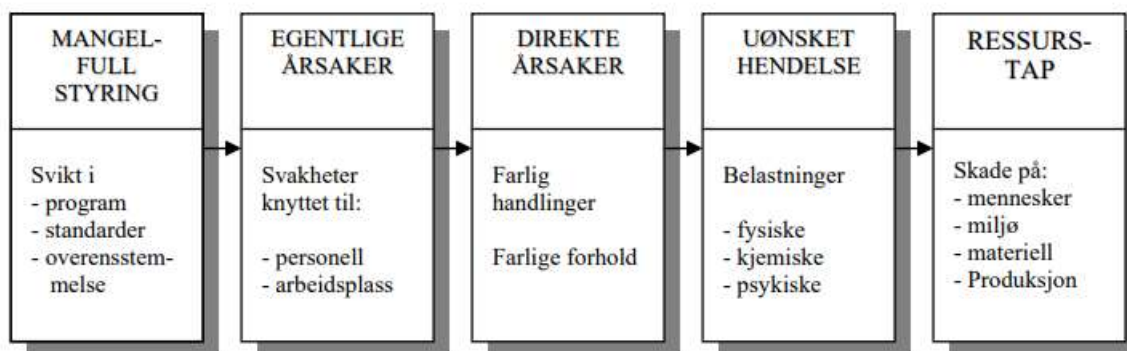 MANGEL-
FULL
STYRING
Svikt i
- program
- standarder
- overensstem-
melse
EGENTLIGE
ÅRSAKER
Svakheter
knyttet til:
- personell
- arbeidsplass
DIREKTE
ÅRSAKER
Farlig
handlinger
Farlige forhold
UØNSKET
HENDELSE
Belastninger
- fysiske
- kjemiske
- psykiske
RESSURS-
TAP
Skade på:
- mennesker
- miljø
- materiell
- Produksjon